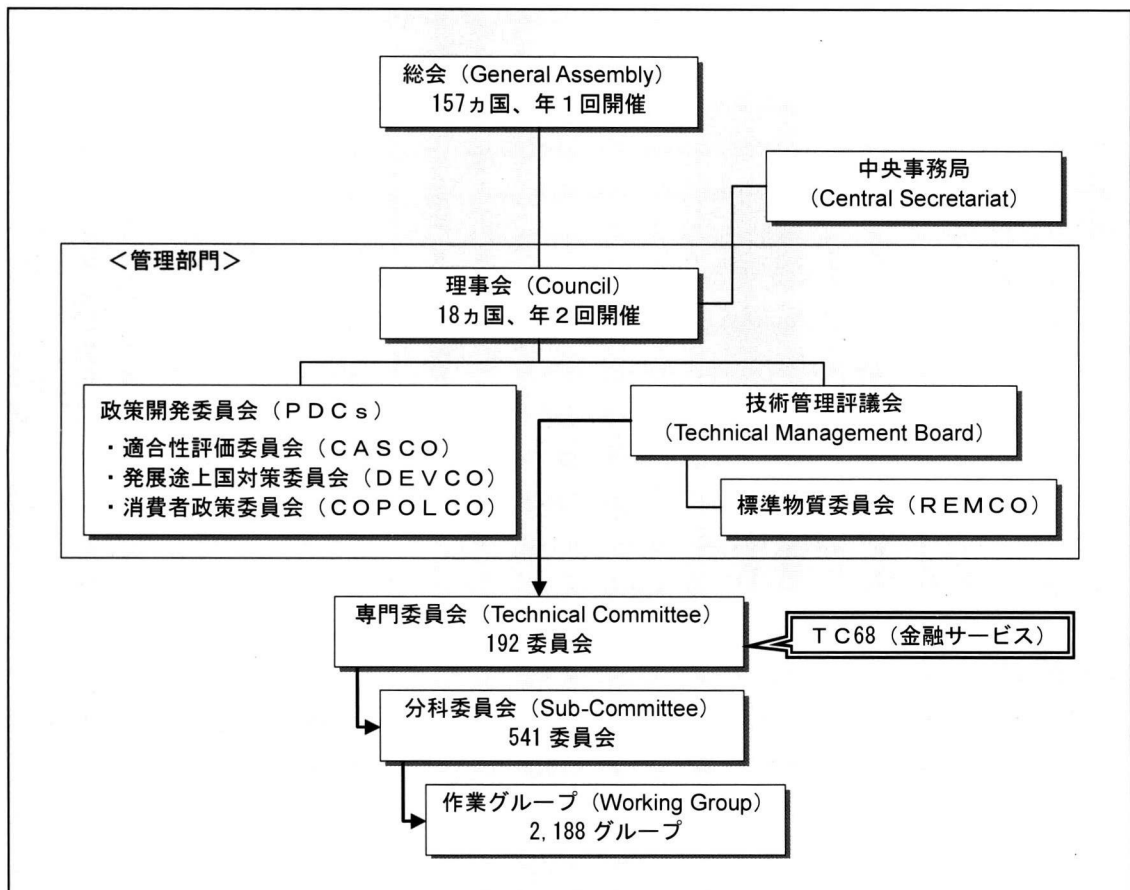 総会（General Assembly）
157ヵ国、年１回開催
中央事務局
（Central Secretariat）
＜管理部門＞
理事会（Council）
18ヵ国、年２回開催
政策開発委員会（ＰＤＣｓ）
・適合性評価委員会（ＣＡＳＣＯ）
・発展途上国対策委員会（ＤＥＶＣＯ）
・消費者政策委員会（ＣＯＰＯＬＣＯ）
技術管理評議会
（Technical Management Board）
標準物質委員会（ＲＥＭＣＯ）
専門委員会（Technical Committee）
192 委員会
ＴＣ68（金融サービス）
分科委員会（Sub-Committee）
541 委員会
作業グループ（Working Group）
2,188 グループ